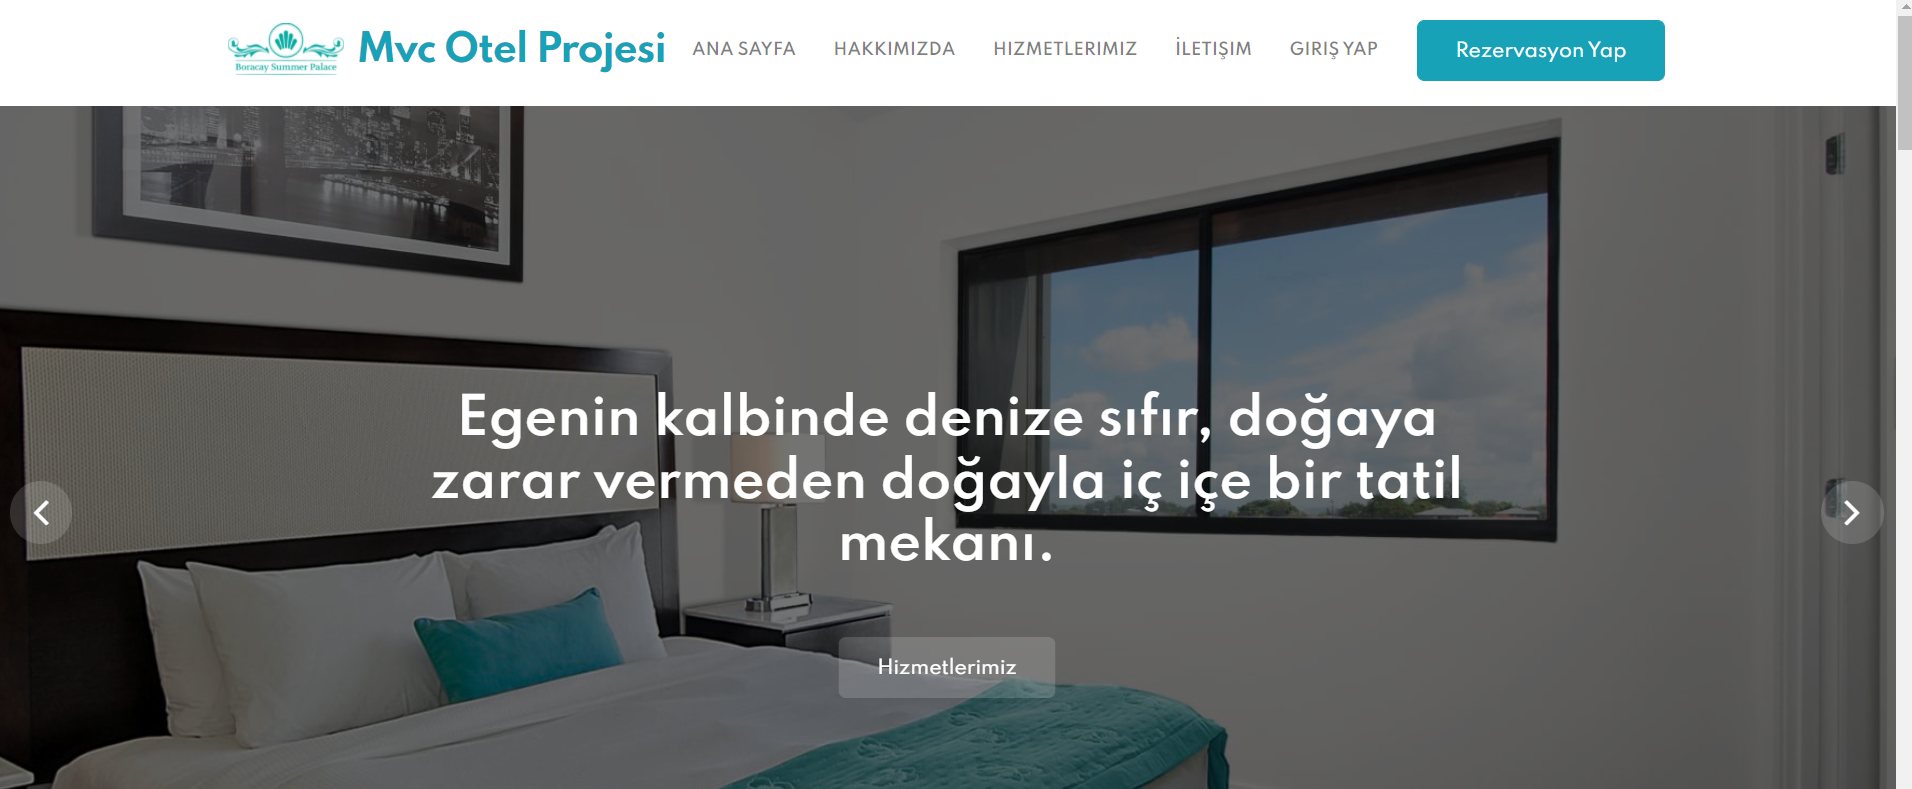 Boracay Summer Palace
Mvc Otel Projesi
ANA SAYFA
HAKKIMIZDA
HIZMETLERIMIZ
İLETIŞIM
GIRIŞ YAP
Rezervasyon Yap
Egenin kalbinde denize sıfır, doğaya
zarar vermeden doğayla iç içe bir tatil
mekanı.
Hizmetlerimiz